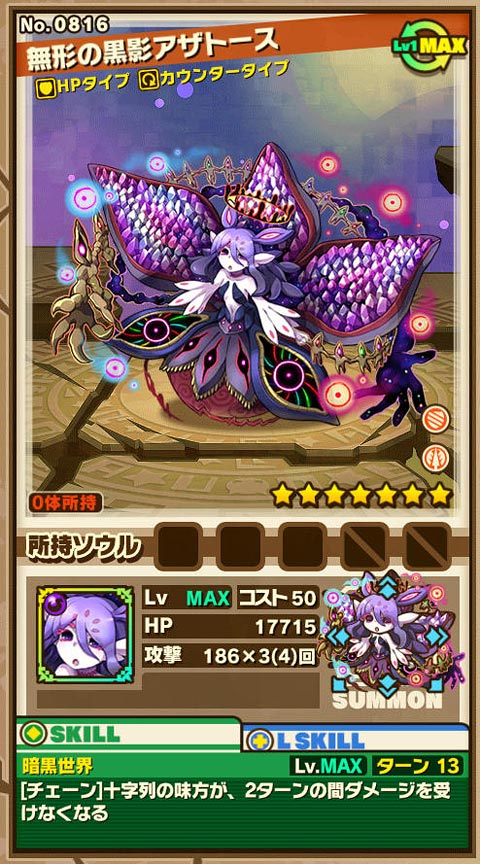 No.0816
無形の黒影アザトース
HPタイプ カウンタータイプ
Lv1 MAX
0体所持
所持ソウル
Lv MAX コスト 50
HP 17715
攻撃 186×3(4)回
SUMMON
SKILL
L SKILL
暗黒世界 Lv.MAX ターン 13
[チェーン]十字列の味方が、2ターンの間ダメージを受
けなくなる